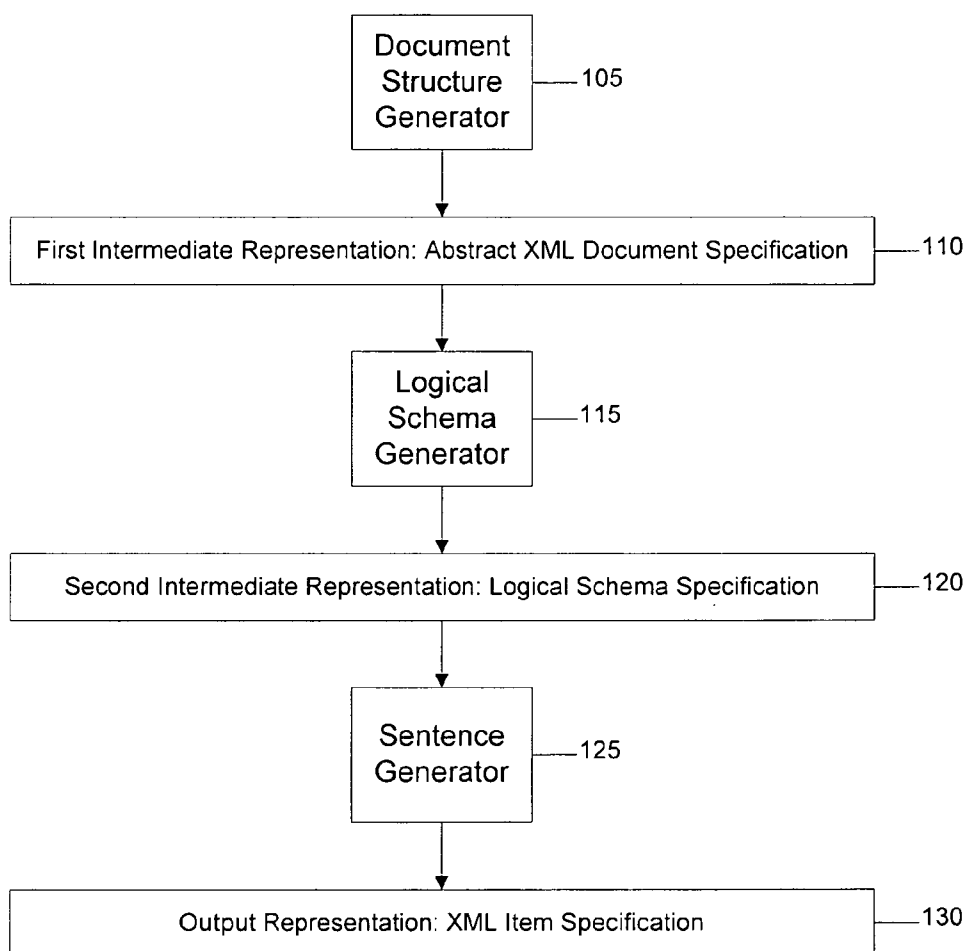 Document
Structure
Generator
105
First Intermediate Representation: Abstract XML Document Specification
110
Logical
Schema
Generator
115
Second Intermediate Representation: Logical Schema Specification
120
Sentence
Generator
125
Output Representation: XML Item Specification
130